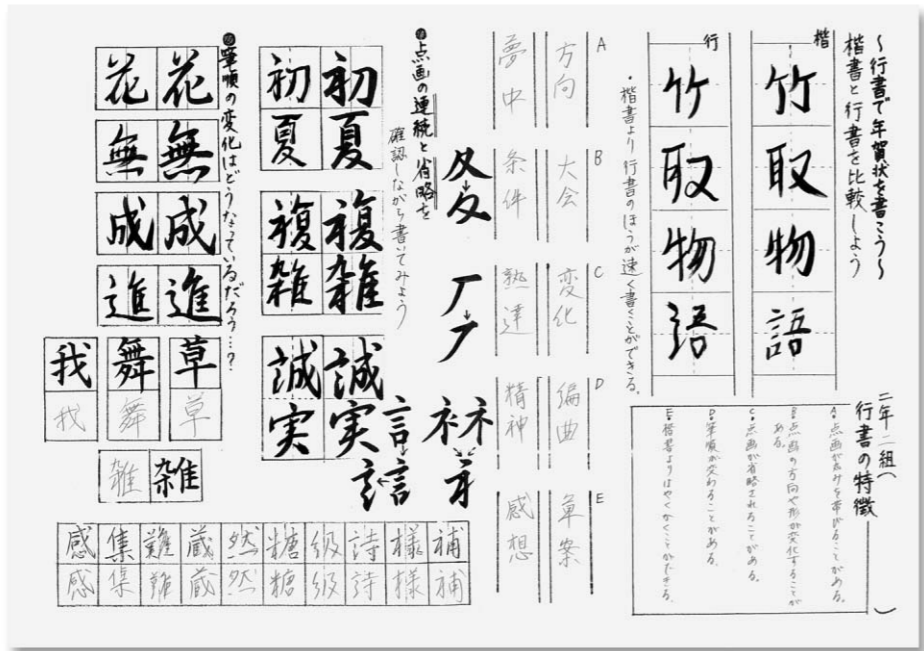 〜行書で年賀状を書こう〜
楷書と行書を比較しよう
二年二組（　　）
楷
竹取物語
行
竹取物語
・楷書より行書のほうが速く書くことができる。
行書の特徴
A・点画が丸みを帯びることがある。
B・点画の方向や形が変化することがある。
C・点画が省略されることがある。
D・筆順が変わることがある。
E・楷書よりはやくかくことができる。
A
方向
夢中
B
大会
条件
C
変化
熟達
D
編曲
精神
E
草案
感想
点画の連続と省略を
確認しながら書いてみよう
初夏
初夏
複雑
複雑
誠実
誠実
筆順の変化はどうなっているだろう…？
花花
無無
成成
進進
草
草
舞
舞
我
我
雑
雑
補様詩級糖然蔵難集感
補様詩級糖然蔵難集感